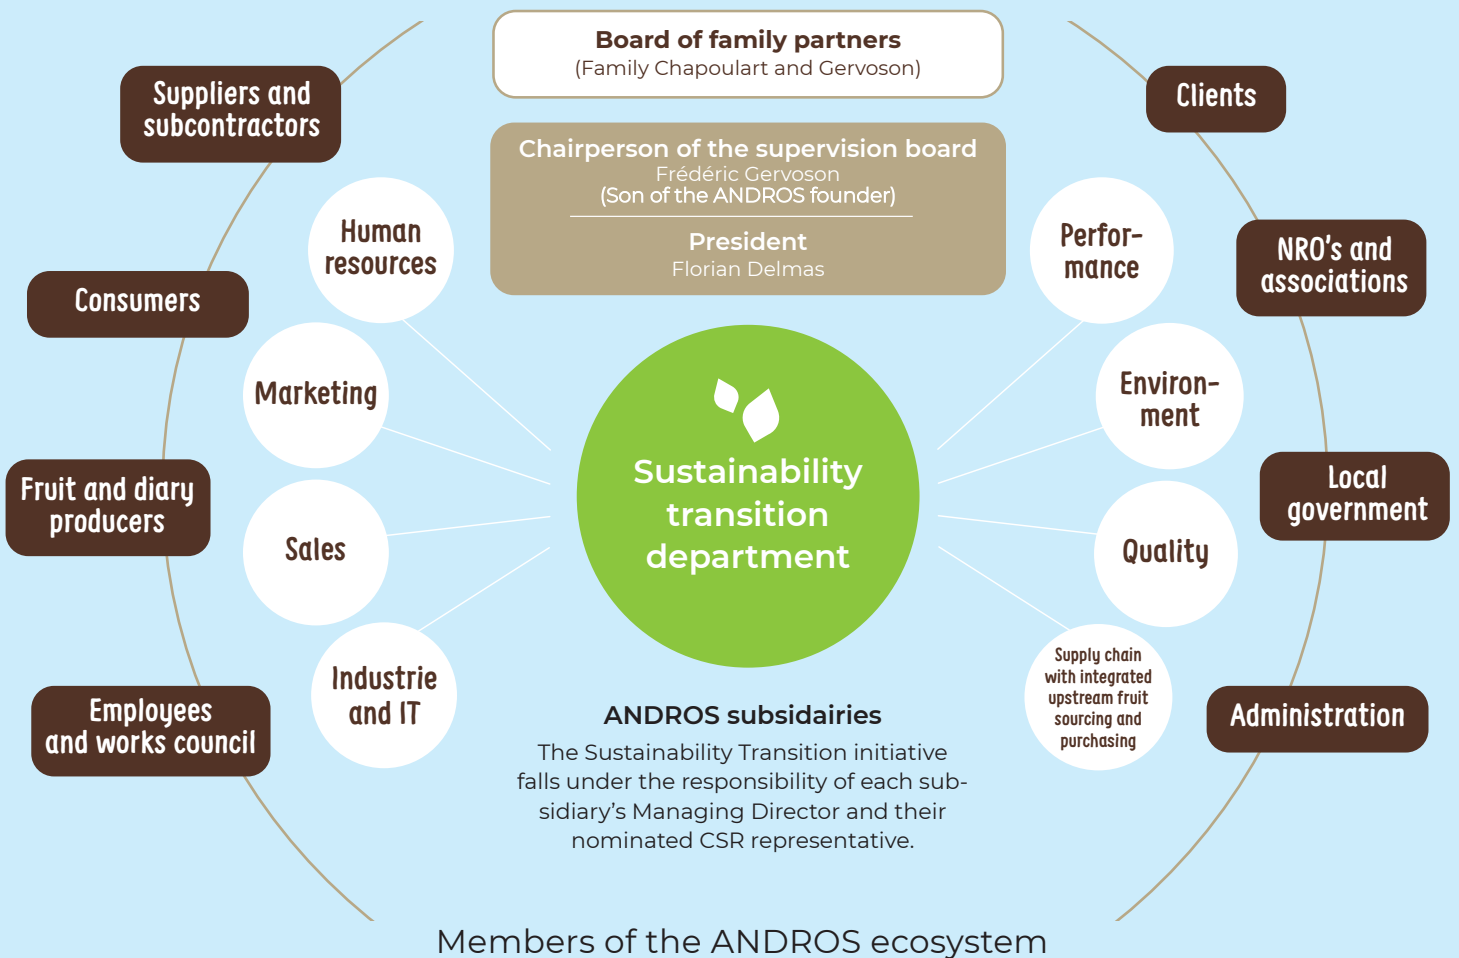 Board of family partners
(Family Chapoulart and Gervoson)
Chairperson of the supervision board
Frédéric Gervoson
(Son of the ANDROS founder)
President
Florian Delmas
Suppliers and
subcontractors
Consumers
Fruit and diary
producers
Employees
and works council
Human
resources
Marketing
Sales
Industrie
and IT
Sustainability
transition
department
Perfor-
mance
Environ-
ment
Quality
Supply chain
with integrated
upstream fruit
sourcing and
purchasing
Clients
NRO's and
associations
Local
government
Administration
ANDROS subsidairies
The Sustainability Transition initiative
falls under the responsibility of each sub-
sidiary's Managing Director and their
nominated CSR representative.
Members of the ANDROS ecosystem